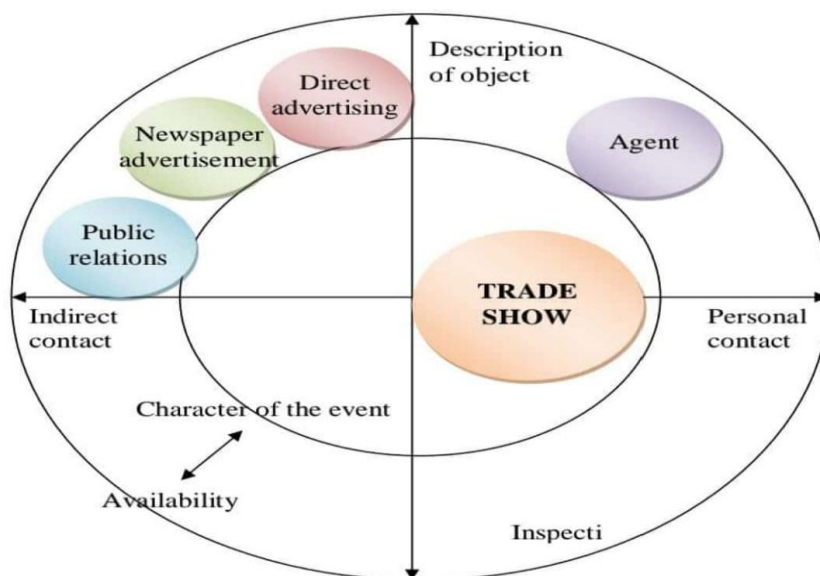 Description
of object
Direct
advertising
Newspaper
advertisement
Agent
Public
relations
TRADE
SHOW
Indirect
contact
Personal
contact
Character of the event
Availability
Inspecti